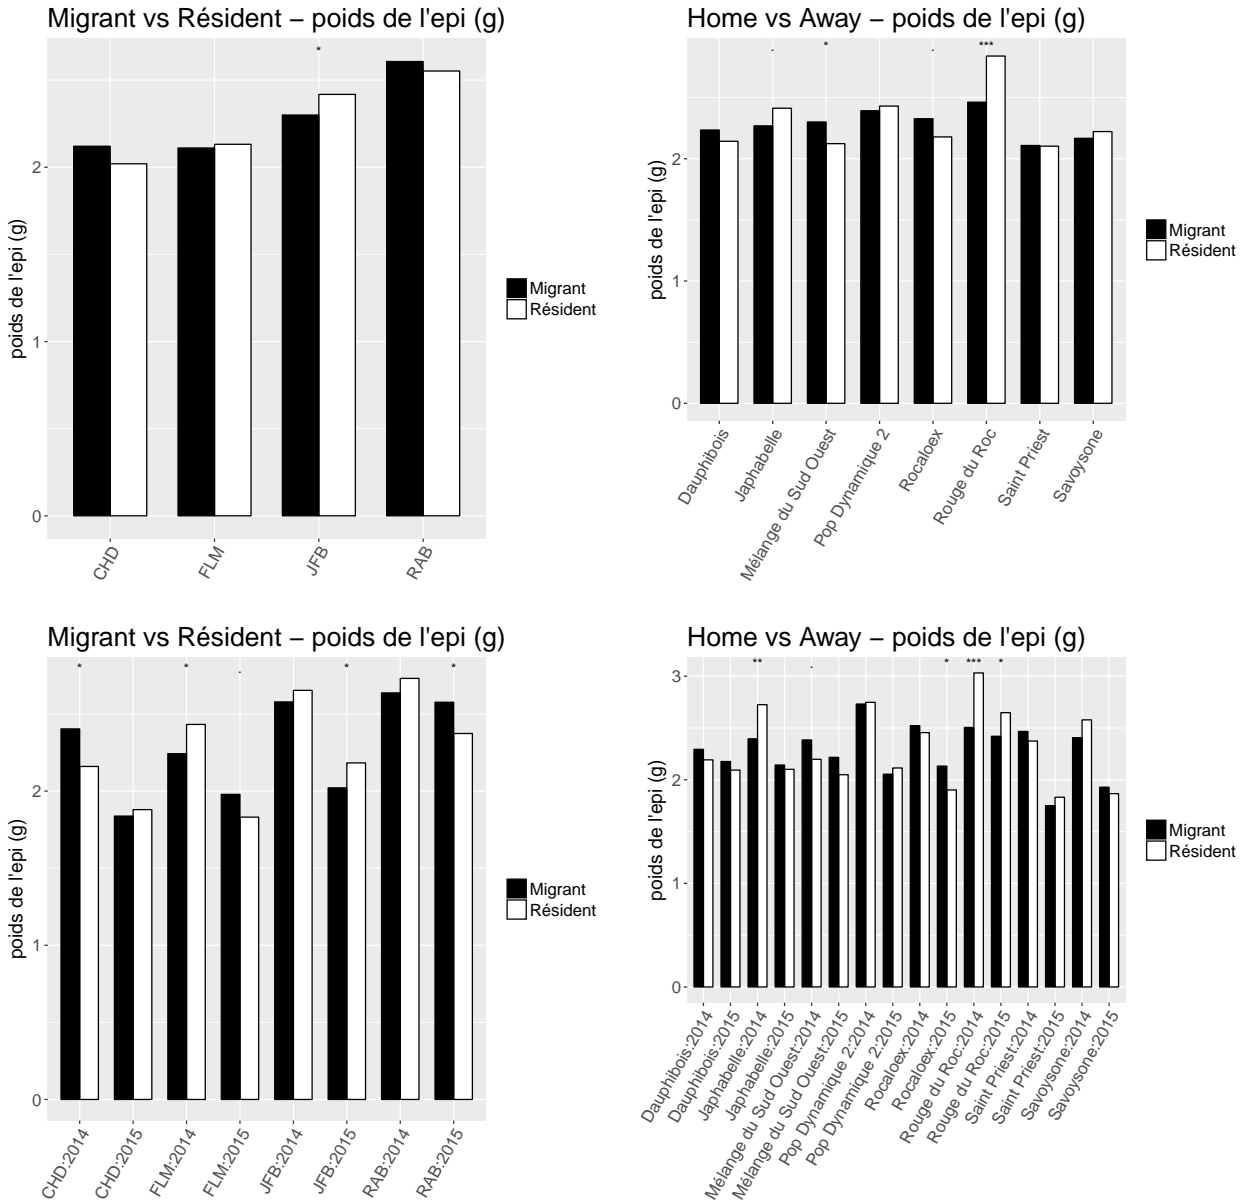 Migrant vs Résident – poids de l'epi (g)
*
poids de l'epi (g)
2
1
0
CHD
FLM
JFB
RAB
Migrant
Résident
Home vs Away – poids de l'epi (g)
. * . ***
poids de l'epi (g)
2
1
0
Dauphibois
Japhabelle
Mélange du Sud Ouest
Pop Dynamique 2
Rocaloex
Rouge du Roc
Saint Priest
Savoysone
Migrant
Résident
Migrant vs Résident – poids de l'epi (g)
* * . * *
poids de l'epi (g)
2
1
0
CHD:2014
CHD:2015
FLM:2014
FLM:2015
JFB:2014
JFB:2015
RAB:2014
RAB:2015
Migrant
Résident
Home vs Away – poids de l'epi (g)
** . * *** *
poids de l'epi (g)
3
2
1
0
Dauphibois:2014
Dauphibois:2015
Japhabelle:2014
Japhabelle:2015
Mélange du Sud Ouest:2014
Mélange du Sud Ouest:2015
Pop Dynamique 2:2014
Pop Dynamique 2:2015
Rocaloex:2014
Rocaloex:2015
Rouge du Roc:2014
Rouge du Roc:2015
Saint Priest:2014
Saint Priest:2015
Savoysone:2014
Savoysone:2015
Migrant
Résident